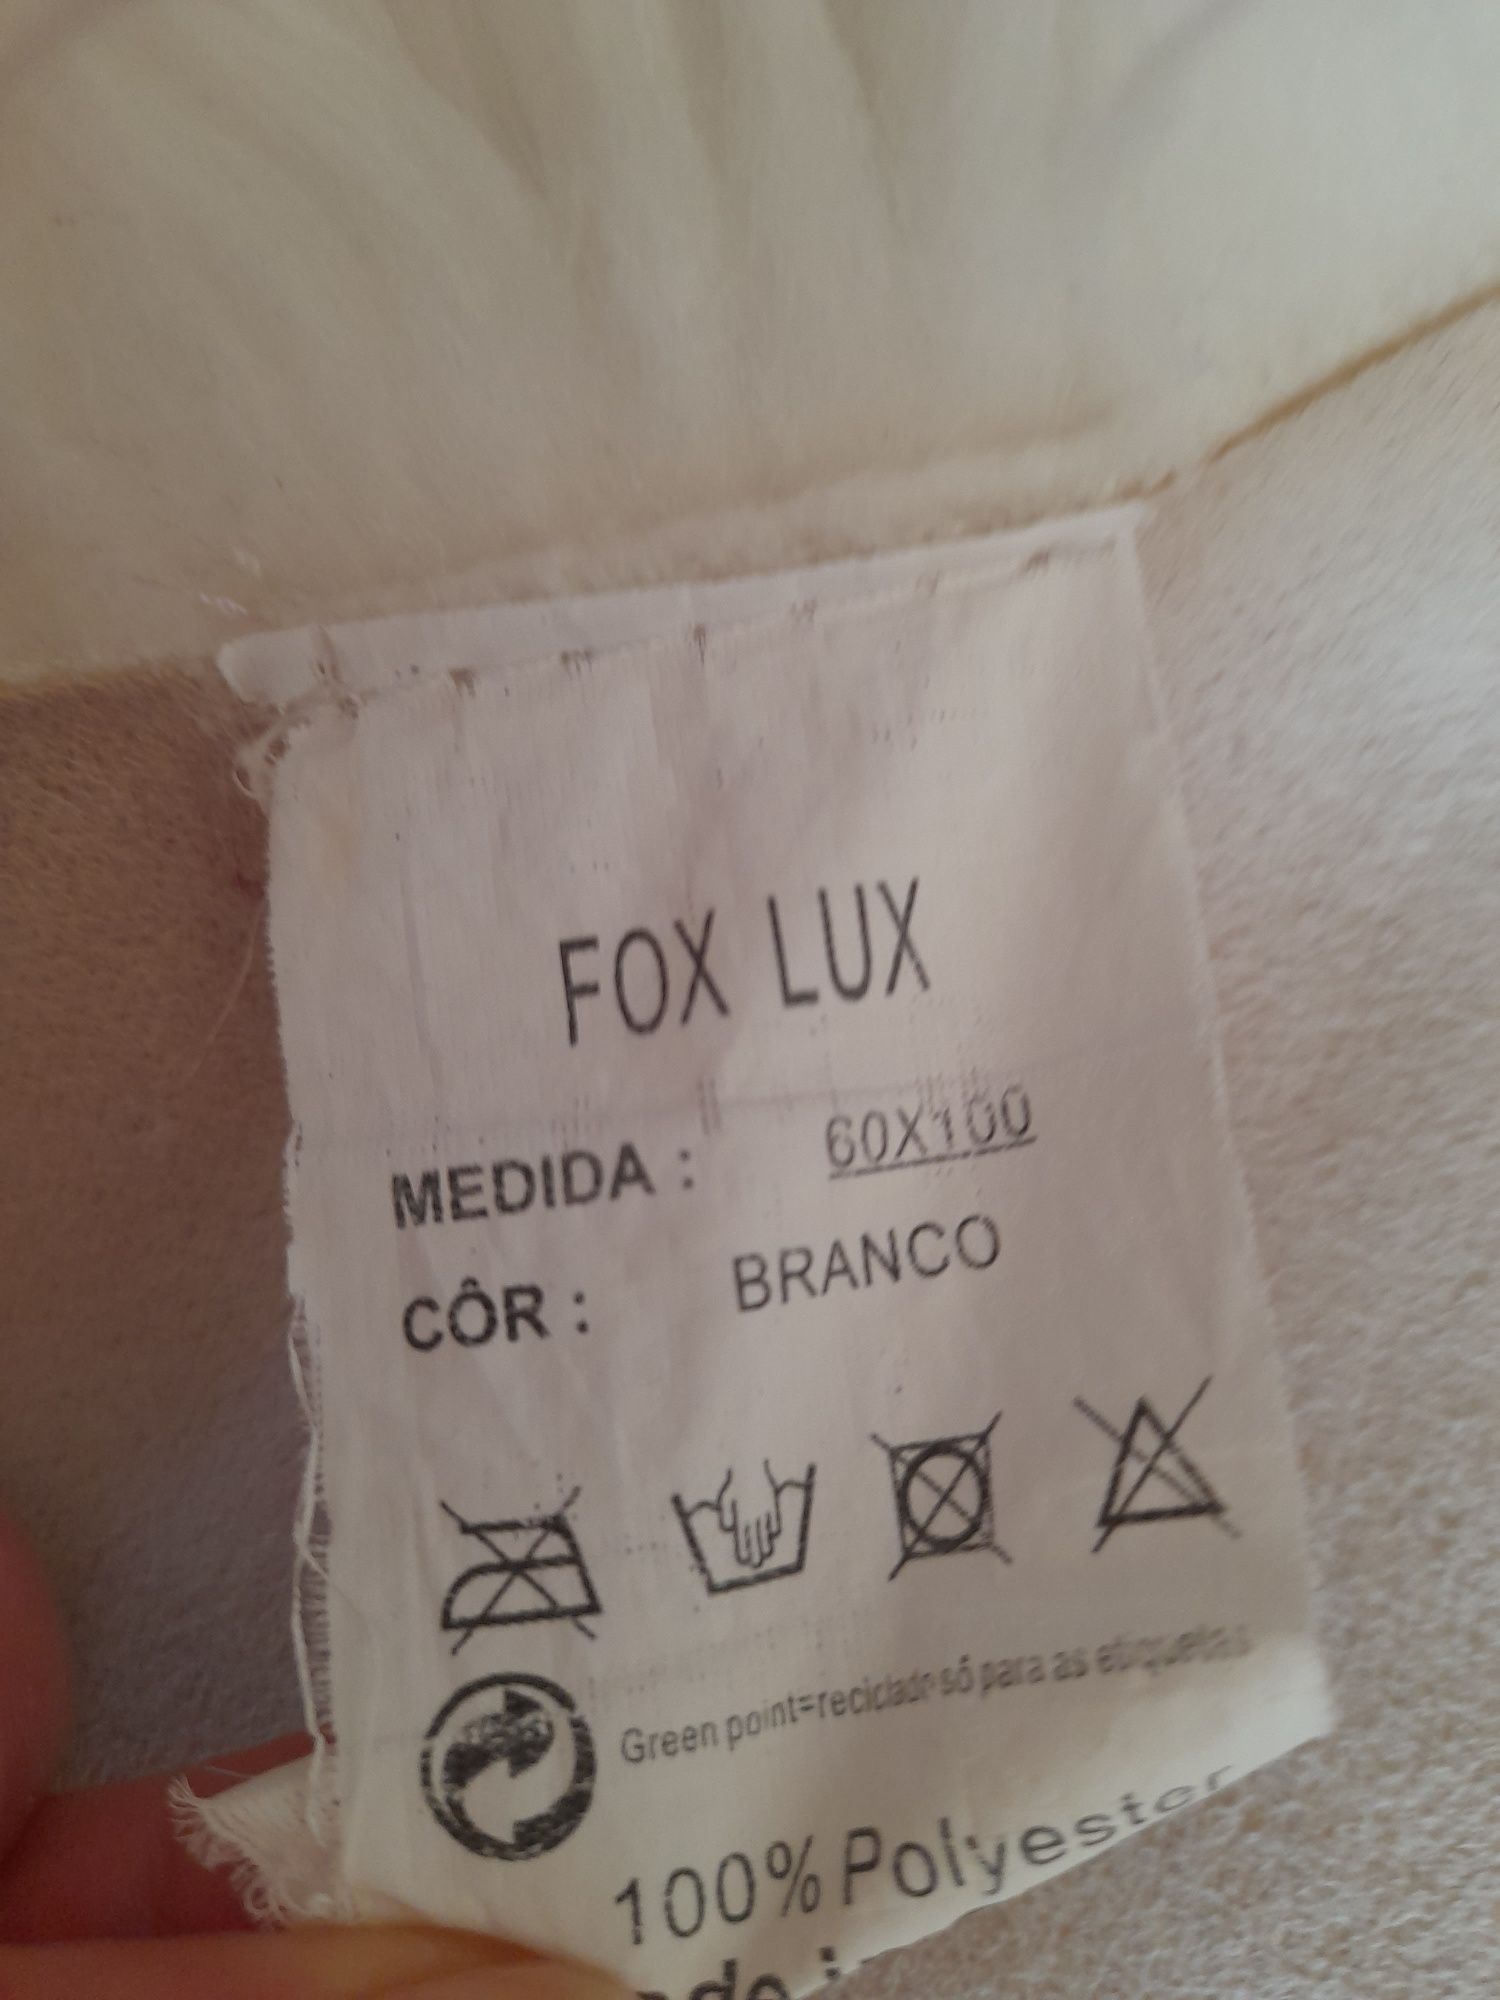 FOX LUX
MEDIDA : 60X100
CÔR : BRANCO
Green point=reciclado só para as etiquetas
100% Polyester